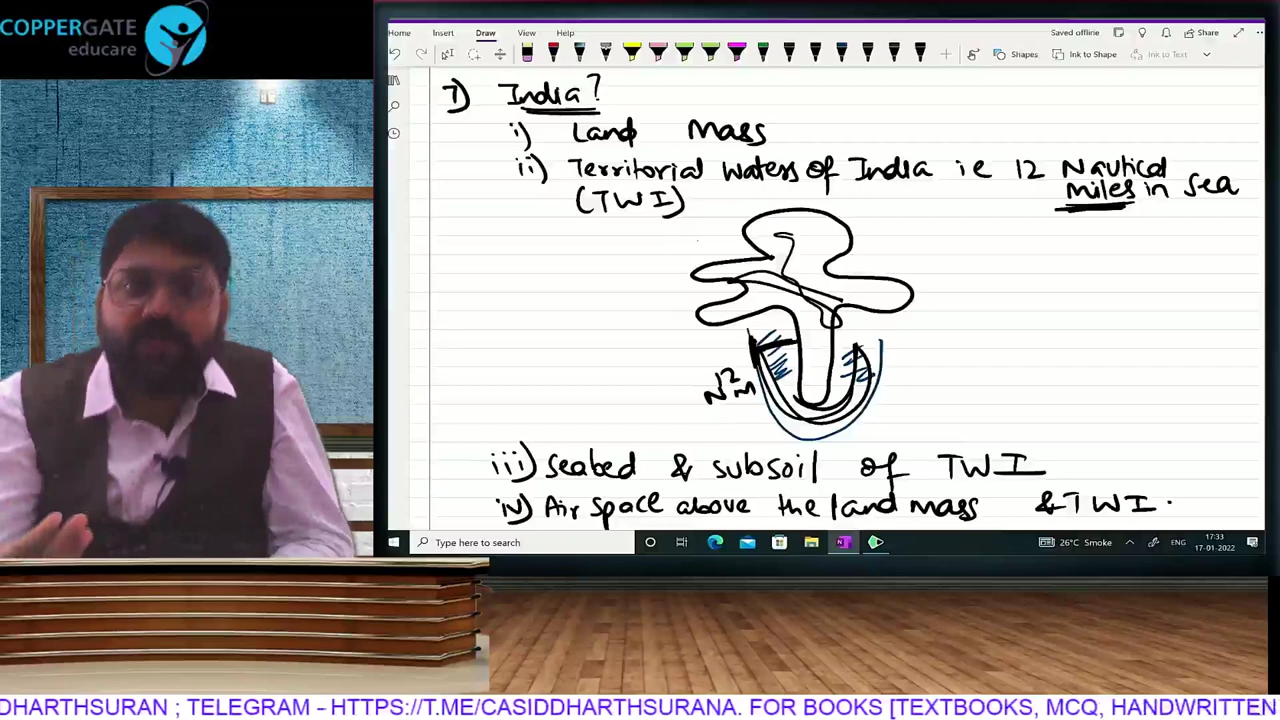 COPPERGATE
educare
Home Insert Draw View Help
Saved offline
Share
Shapes
Ink to Shape
Ink to Text
1) India?
i) Land Mass
ii) Territorial waters of India ie 12 Nautical
miles in sea
(TWI)
12
NM
iii) Seabed & subsoil of TWI
iv) Air space above the land mass & TWI.
Type here to search
26°C Smoke
ENG
17:33
17-01-2022
DHARTHSURAN ; TELEGRAM - HTTPS://T.ME/CASIDDHARTHSURANA. FOR BOOKS [TEXTBOOKS, MCQ, HANDWRITTEN